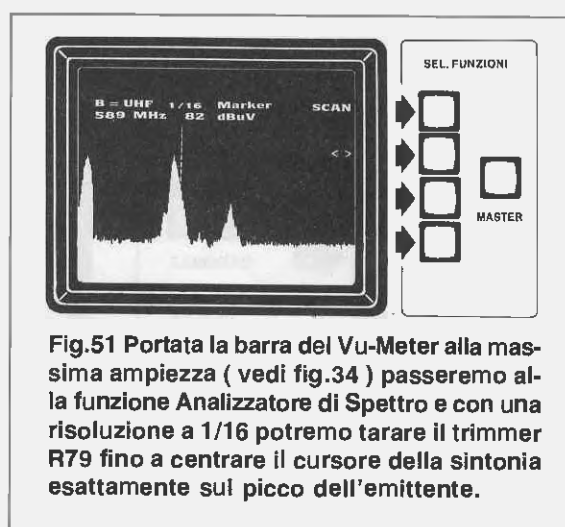 SEL. FUNZIONI
B = UHF 1/16 Marker SCAN
589 MHz 82 dBuV
< >
MASTER
Fig.51 Portata la barra del Vu-Meter alla mas-
sima ampiezza ( vedi fig.34 ) passeremo al-
la funzione Analizzatore di Spettro e con una
risoluzione a 1/16 potremo tarare il trimmer
R79 fino a centrare il cursore della sintonia
esattamente sul picco dell'emittente.